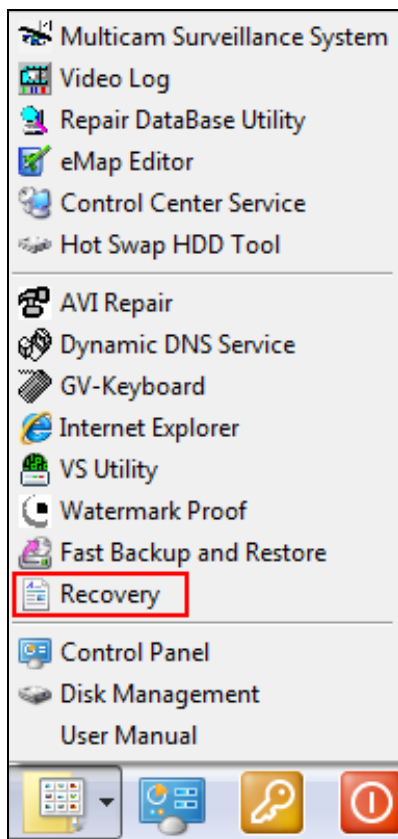 Multicam Surveillance System
Video Log
Repair DataBase Utility
eMap Editor
Control Center Service
Hot Swap HDD Tool
AVI Repair
Dynamic DNS Service
GV-Keyboard
Internet Explorer
VS Utility
Watermark Proof
Fast Backup and Restore
Recovery
Control Panel
Disk Management
User Manual